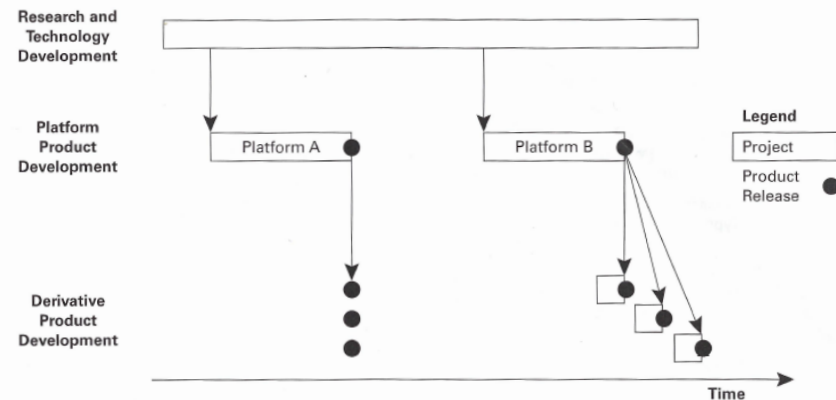 Research and
Technology
Development
Platform
Product
Development
Platform A
Platform B
Legend
Project
Product
Release
Derivative
Product
Development
Time